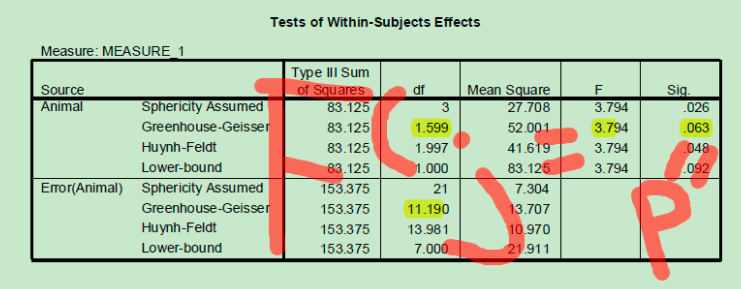 Tests of Within-Subjects Effects
Measure: MEASURE_1
Source Type III Sum of Squares df Mean Square F Sig.
Animal Sphericity Assumed 83.125 3 27.708 3.794 .026
Greenhouse-Geisser 83.125 1.599 52.001 3.794 .063
Huynh-Feldt 83.125 1.997 41.619 3.794 .048
Lower-bound 83.125 1.000 83.125 3.794 .092
Error(Animal) Sphericity Assumed 153.375 21 7.304
Greenhouse-Geisser 153.375 11.190 13.707
Huynh-Feldt 153.375 13.981 10.970
Lower-bound 153.375 7.000 21.911